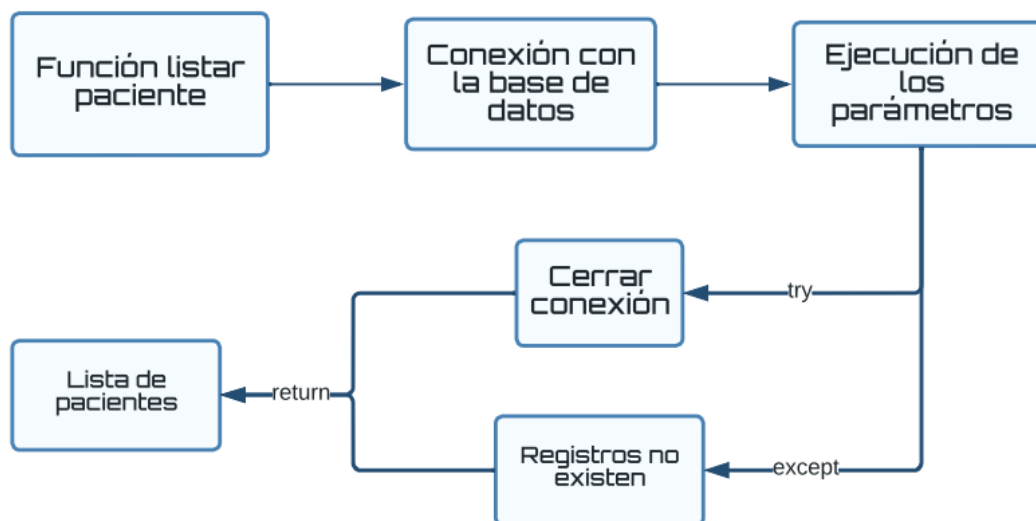 Función listar
paciente
Conexión con
la base de
datos
Ejecución de
los
parámetros
Cerrar
conexión
try
Lista de
pacientes
return
Registros no
existen
except